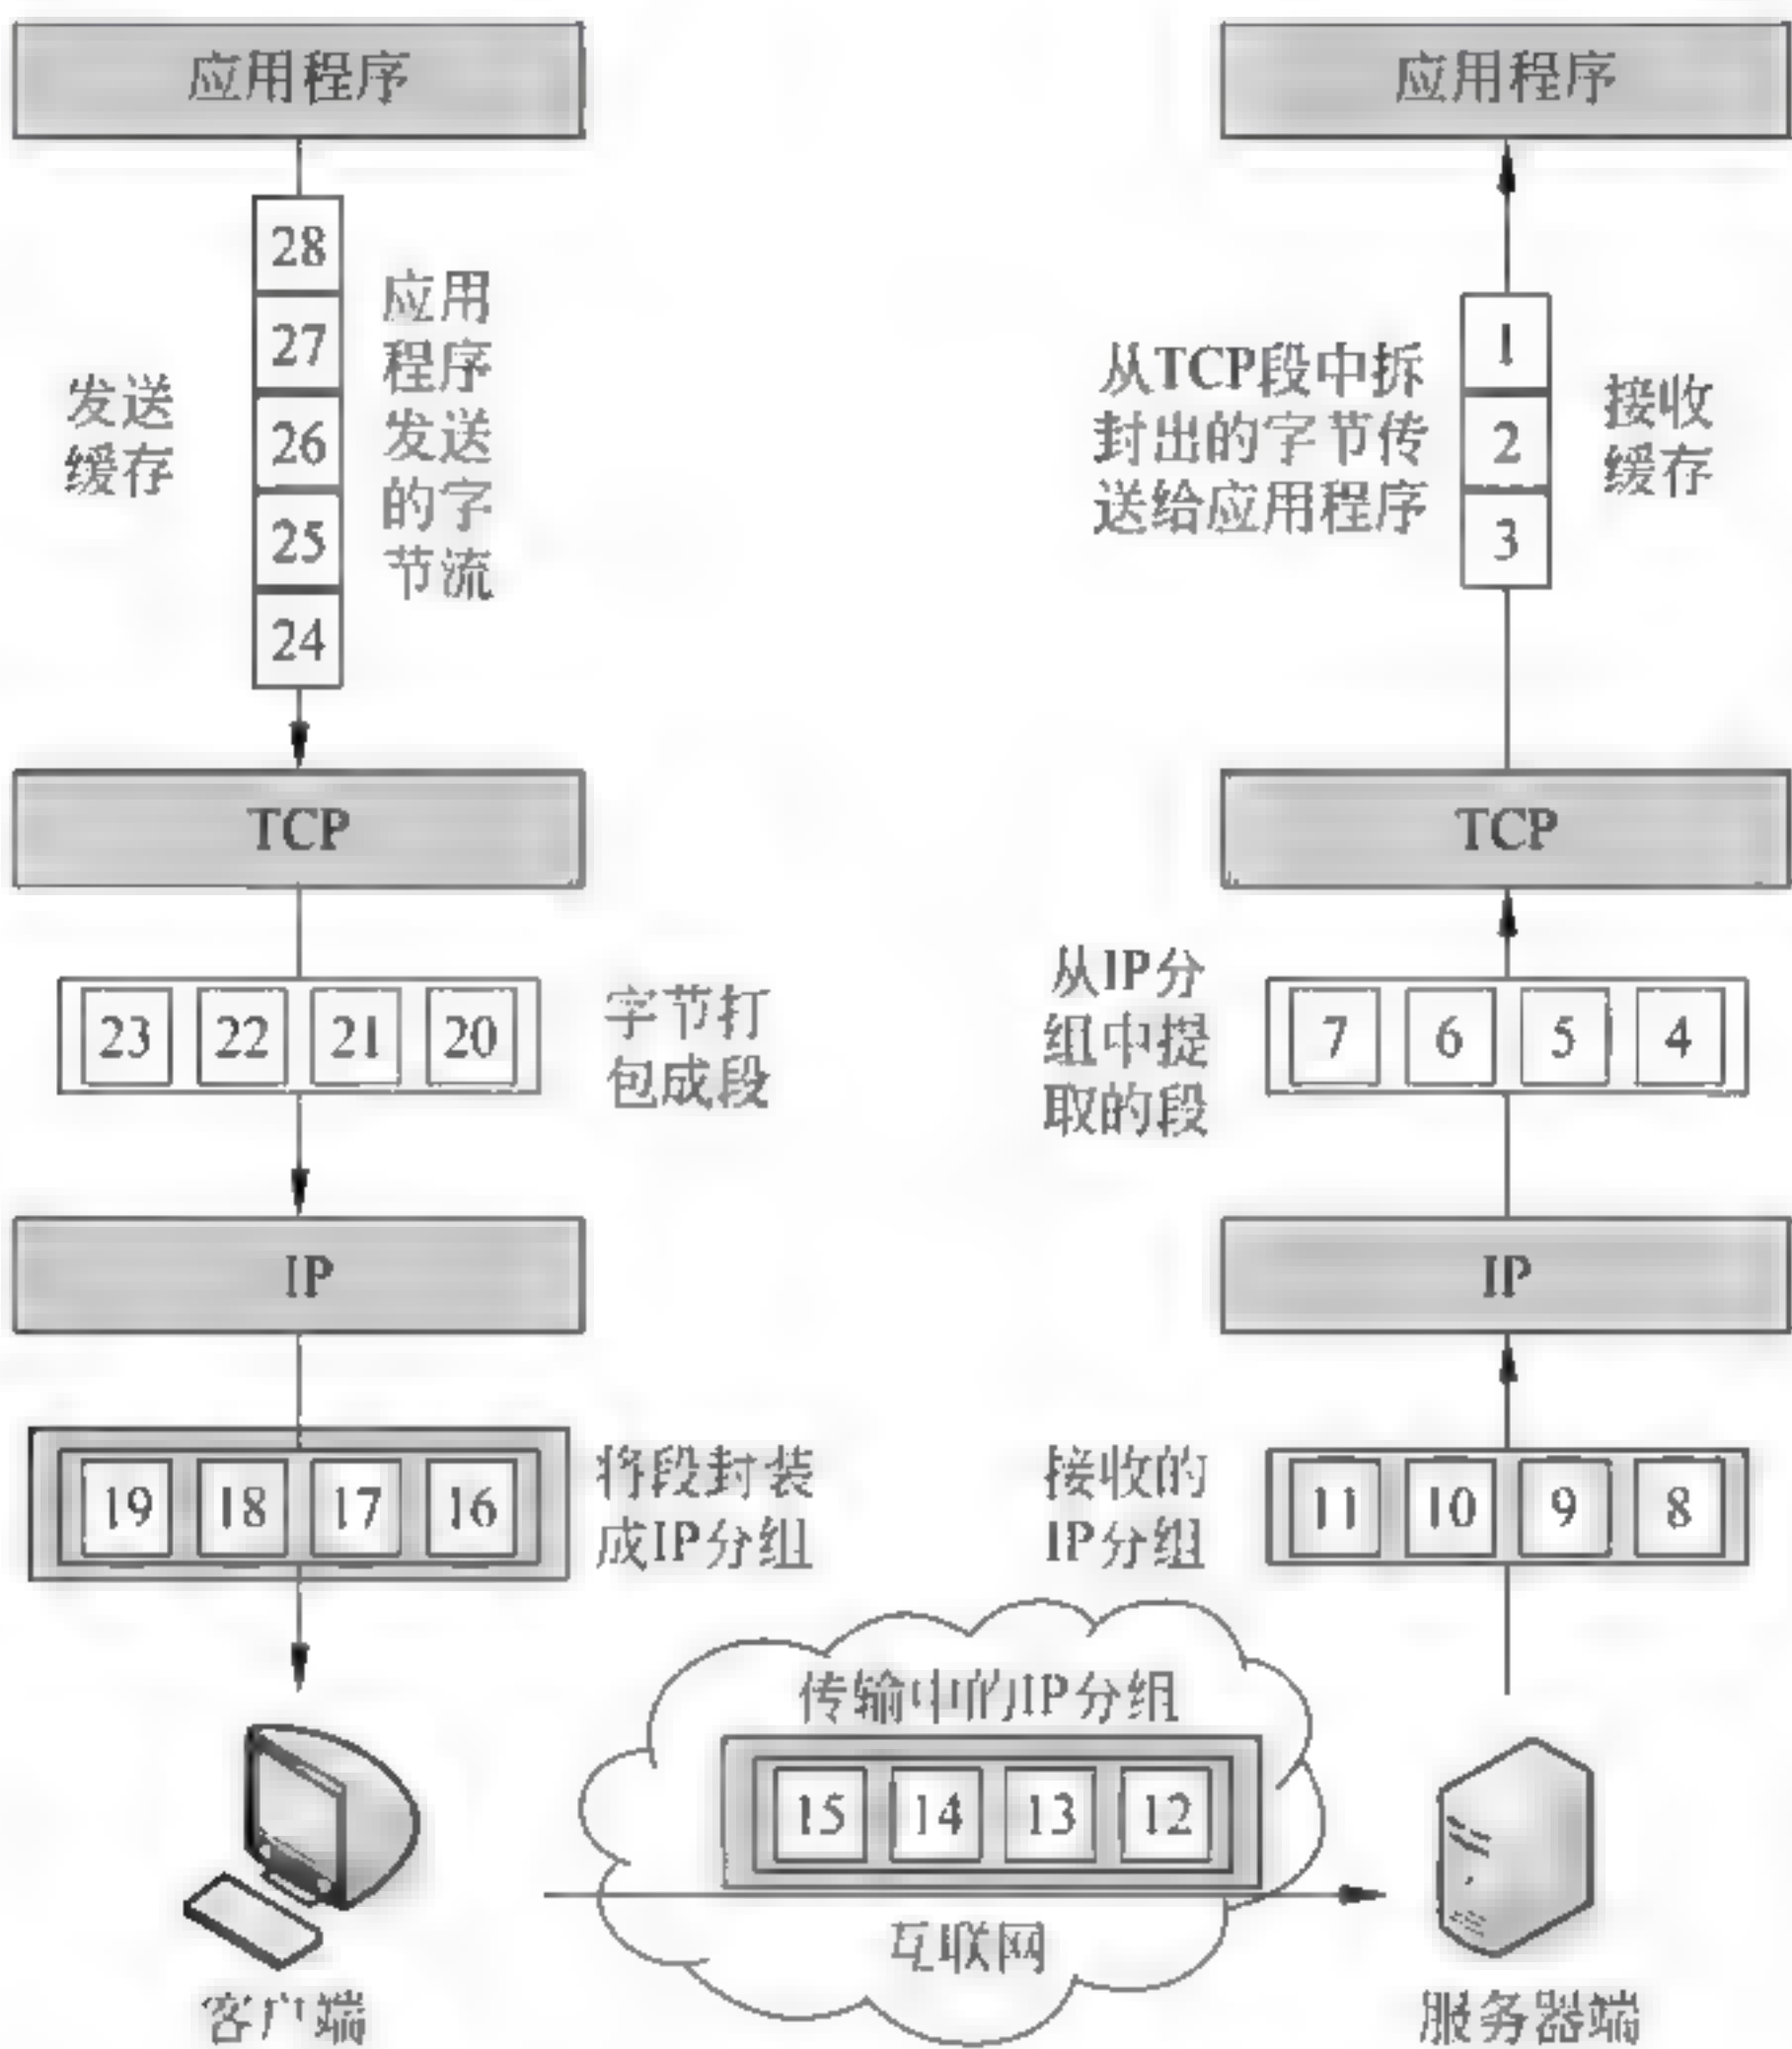 应用程序
28
27
26
25
24
发送
缓存
应用
程序
发送
的字
节流
TCP
23 22 21 20
字节打
包成段
IP
19 18 17 16
将段封装
成IP分组
客户端
传输中的IP分组
15 14 13 12
互联网
应用程序
从TCP段中拆
封出的字节传
送给应用程序
1
2
3
接收
缓存
TCP
从IP分
组中提
取的段
7 6 5 4
IP
接收的
IP分组
11 10 9 8
服务器端